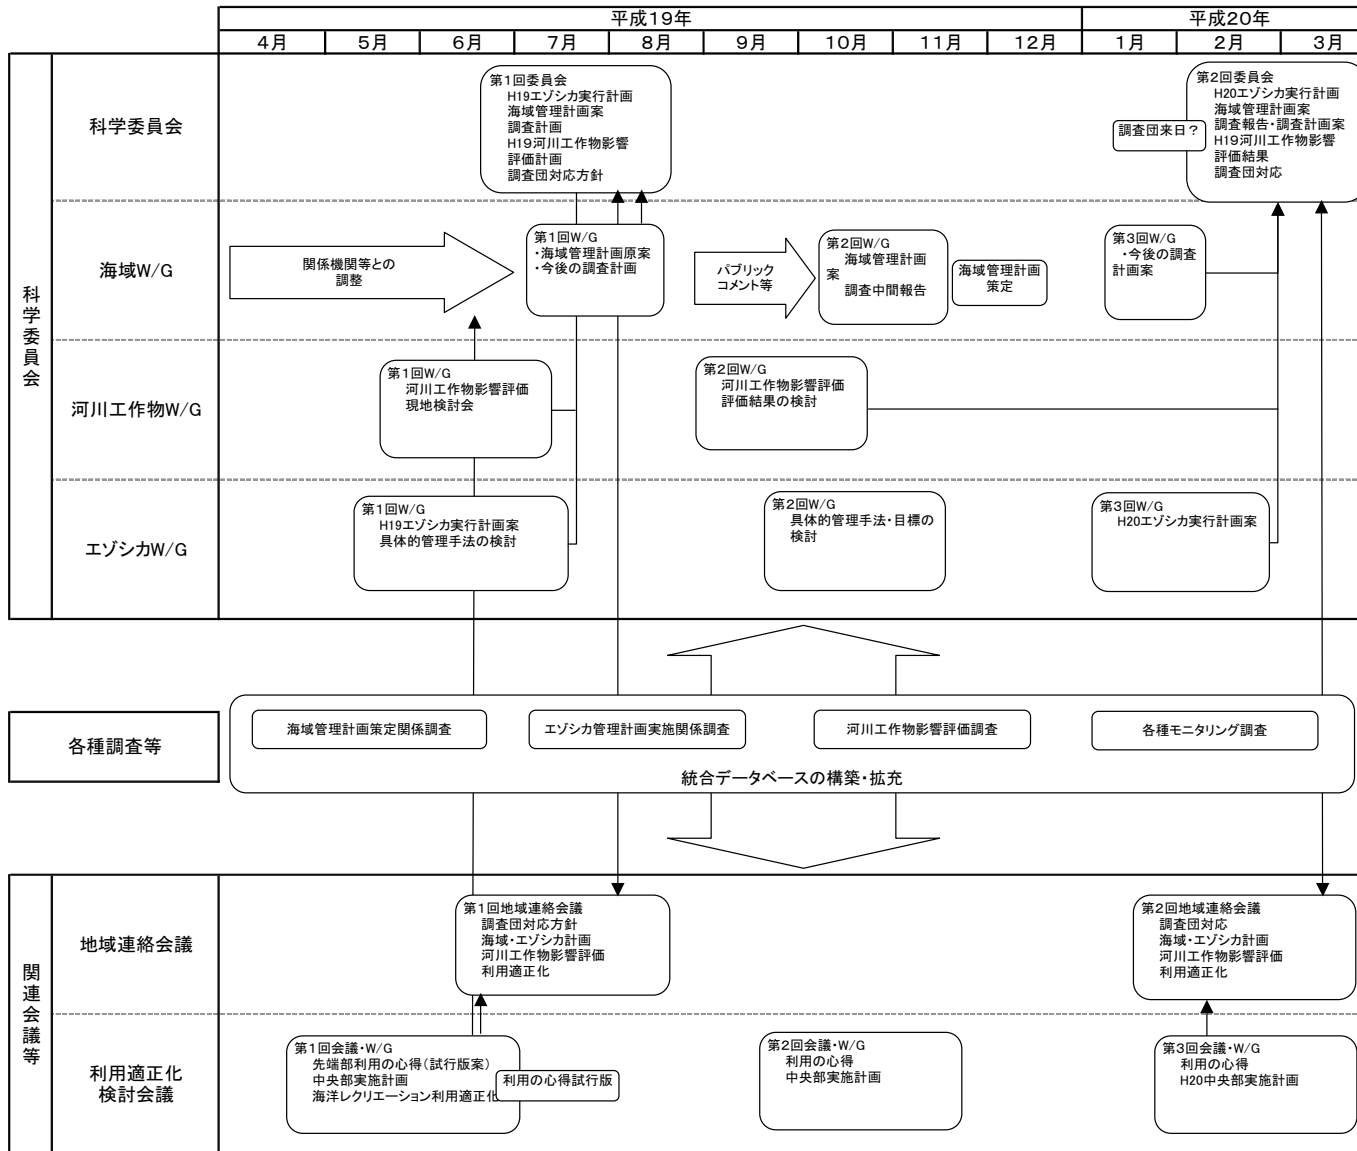 平成19年
平成20年
4月
5月
6月
7月
8月
9月
10月
11月
12月
1月
2月
3月
科学委員会
科学委員会
第1回委員会
H19エゾシカ実行計画
海域管理計画案
調査計画
H19河川工作物影響
評価計画
調査団対応方針
調査団来日?
第2回委員会
H20エゾシカ実行計画
海域管理計画案
調査報告・調査計画案
H19河川工作物影響
評価結果
調査団対応
海域W/G
関係機関等との
調整
第1回W/G
・海域管理計画原案
・今後の調査計画
パブリック
コメント等
第2回W/G
海域管理計画
案
調査中間報告
海域管理計画
策定
第3回W/G
・今後の調査
計画案
河川工作物W/G
第1回W/G
河川工作物影響評価
現地検討会
第2回W/G
河川工作物影響評価
評価結果の検討
エゾシカW/G
第1回W/G
H19エゾシカ実行計画案
具体的管理手法の検討
第2回W/G
具体的管理手法・目標の
検討
第3回W/G
H20エゾシカ実行計画案
各種調査等
海域管理計画策定関係調査
エゾシカ管理計画実施関係調査
河川工作物影響評価調査
各種モニタリング調査
統合データベースの構築・拡充
関連会議等
地域連絡会議
第1回地域連絡会議
調査団対応方針
海域・エゾシカ計画
河川工作物影響評価
利用適正化
第2回地域連絡会議
調査団対応
海域・エゾシカ計画
河川工作物影響評価
利用適正化
利用適正化
検討会議
第1回会議・W/G
先端部利用の心得(試行版案)
中央部実施計画
海洋レクリエーション利用適正化
利用の心得試行版
第2回会議・W/G
利用の心得
中央部実施計画
第3回会議・W/G
利用の心得
H20中央部実施計画